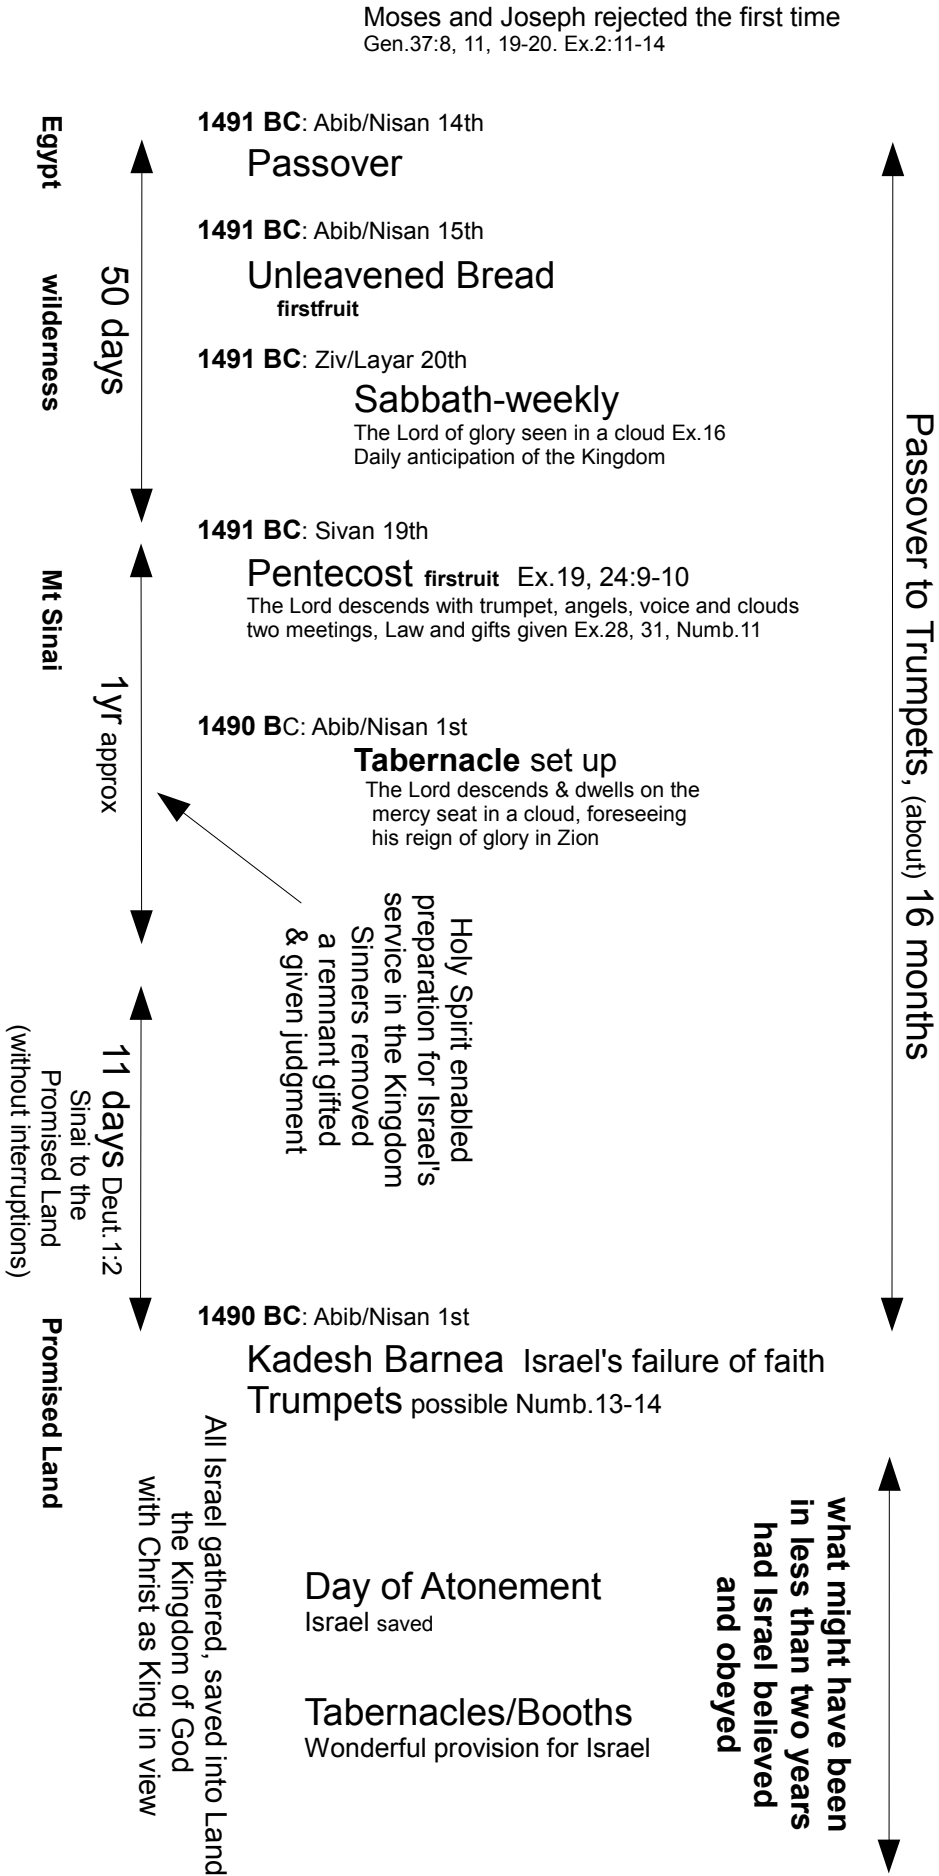 Moses and Joseph rejected the first time
Gen.37:8, 11, 19-20. Ex.2:11-14
Egypt
wilderness
Mt Sinai
Promised Land
50 days
1yr approx
11 days Deut.1:2
Sinai to the
Promised Land
(without interruptions)
1491 BC: Abib/Nisan 14th
Passover
1491 BC: Abib/Nisan 15th
Unleavened Bread
firstfruit
1491 BC: Ziv/Layar 20th
Sabbath-weekly
The Lord of glory seen in a cloud Ex.16
Daily anticipation of the Kingdom
1491 BC: Sivan 19th
Pentecost firstruit Ex.19, 24:9-10
The Lord descends with trumpet, angels, voice and clouds
two meetings, Law and gifts given Ex.28, 31, Numb.11
1490 BC: Abib/Nisan 1st
Tabernacle set up
The Lord descends & dwells on the
mercy seat in a cloud, foreseeing
his reign of glory in Zion
Holy Spirit enabled
preparation for Israel's
service in the Kingdom
Sinners removed
a remnant gifted
& given judgment
1490 BC: Abib/Nisan 1st
Kadesh Barnea Israel's failure of faith
Trumpets possible Numb.13-14
All Israel gathered, saved into Land
the Kingdom of God
with Christ as King in view
Day of Atonement
Israel saved
Tabernacles/Booths
Wonderful provision for Israel
Passover to Trumpets, (about) 16 months
what might have been
in less than two years
had Israel believed
and obeyed